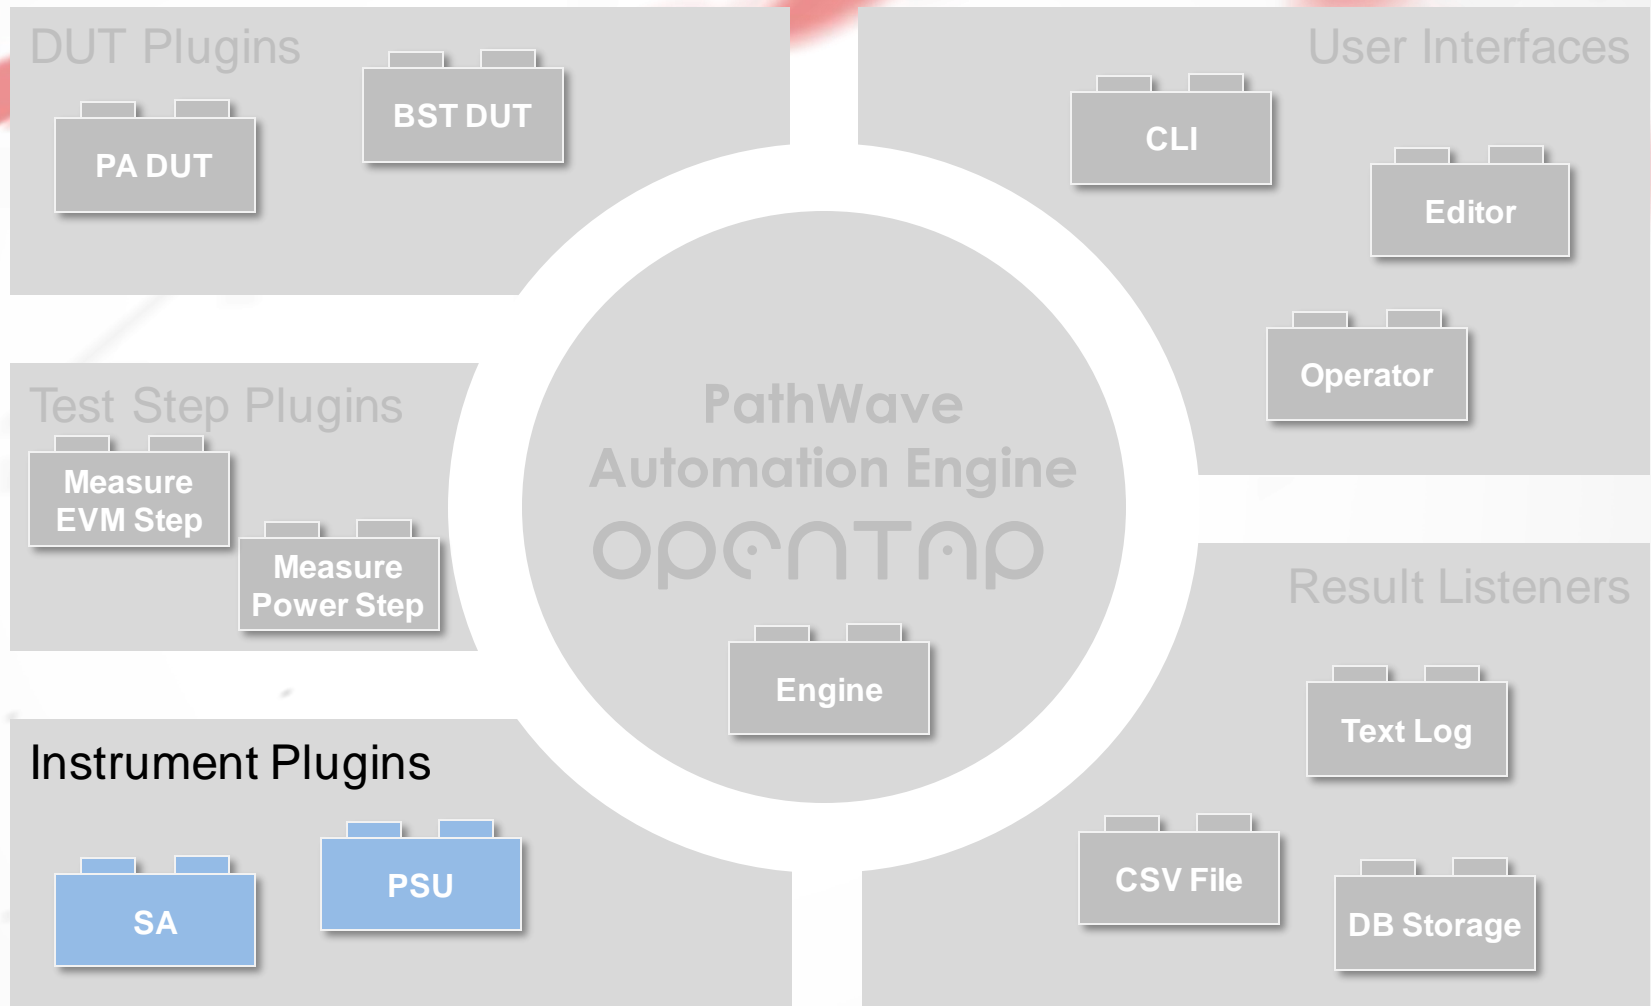 DUT Plugins
PA DUT
BST DUT
User Interfaces
CLI
Editor
Operator
Test Step Plugins
Measure
EVM Step
Measure
Power Step
PathWave
Automation Engine
OPENTAP
Engine
Instrument Plugins
SA
PSU
Result Listeners
Text Log
CSV File
DB Storage